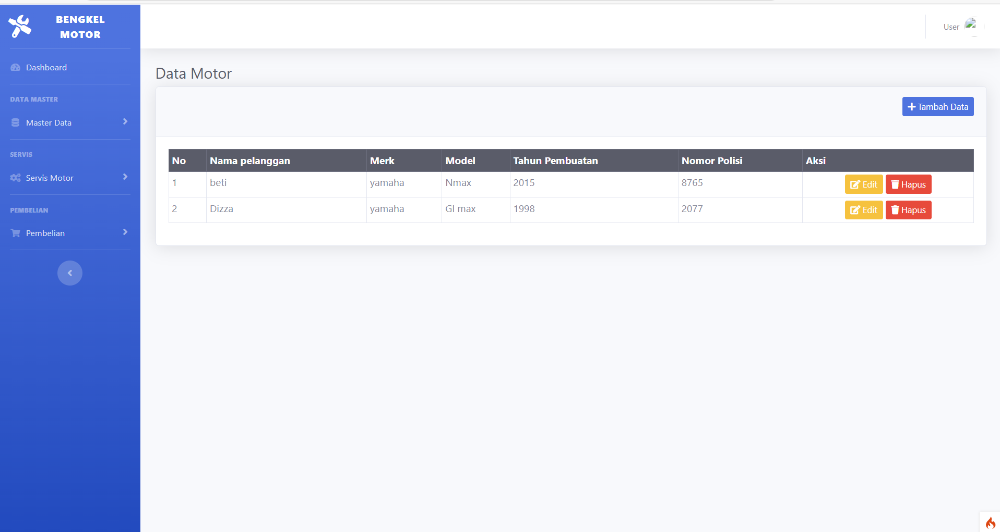 BENGKEL
MOTOR
User
Dashboard
DATA MASTER
Master Data
SERVIS
Servis Motor
PEMBELIAN
Pembelian
Data Motor
Tambah Data
No Nama pelanggan Merk Model Tahun Pembuatan Nomor Polisi Aksi
1 beti yamaha Nmax 2015 8765 Edit Hapus
2 Dizza yamaha Gl max 1998 2077 Edit Hapus